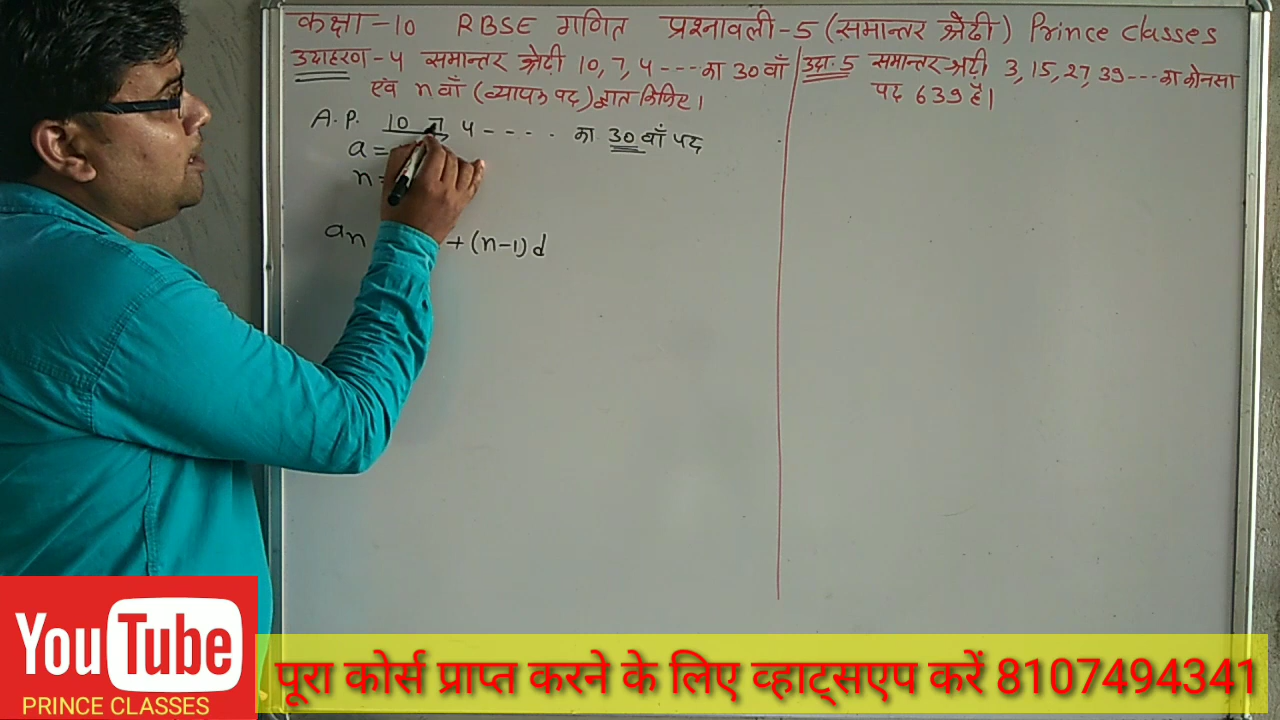 कक्षा-10 RBSE गणित प्रश्नावली-5 (समान्तर श्रेढी) Prince classes
उदाहरण-4 समान्तर श्रेढी 10, 7, 4 ---- का 30 वाँ
एवं n वाँ (व्यापक पद) ज्ञात किजिए।
A.P. 10 7, 4 ----. का 30 वाँ पद
a =
n =
an + (n-1) d
उदा. 5 समान्तर श्रेढी 3, 15, 27, 39 ---- का कोनसा
पद 639 है।
YouTube
PRINCE CLASSES
पूरा कोर्स प्राप्त करने के लिए व्हाट्सएप करें 8107494341